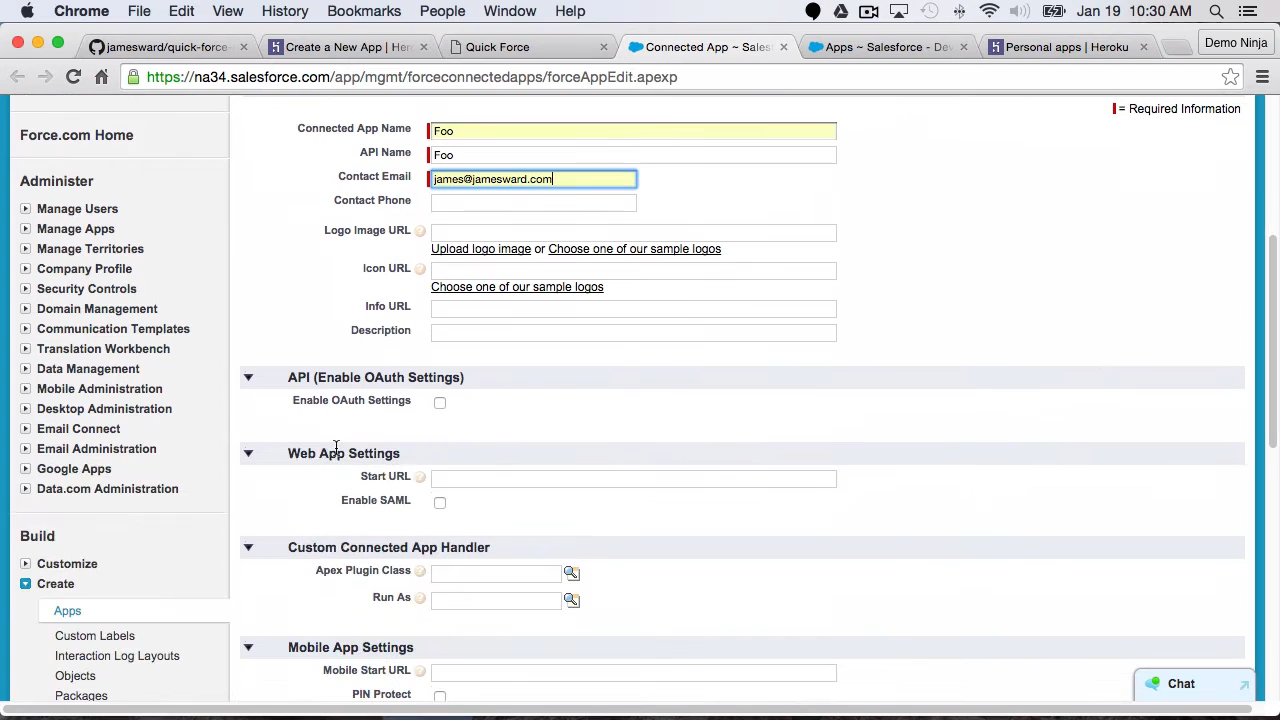 Chrome File Edit View History Bookmarks People Window Help Jan 19 10:30 AM
jamesward/quick-force Create a New App | Her Quick Force Connected App ~ Sales Apps ~ Salesforce - Dev Personal apps | Heroku Demo Ninja
https://na34.salesforce.com/app/mgmt/forceconnectedapps/forceAppEdit.apexp
Force.com Home
Administer
Manage Users
Manage Apps
Manage Territories
Company Profile
Security Controls
Domain Management
Communication Templates
Translation Workbench
Data Management
Mobile Administration
Desktop Administration
Email Connect
Email Administration
Google Apps
Data.com Administration
Build
Customize
Create
Apps
Custom Labels
Interaction Log Layouts
Objects
Packages
= Required Information
Connected App Name Foo
API Name Foo
Contact Email james@jamesward.com
Contact Phone
Logo Image URL
Upload logo image or Choose one of our sample logos
Icon URL
Choose one of our sample logos
Info URL
Description
API (Enable OAuth Settings)
Enable OAuth Settings
Web App Settings
Start URL
Enable SAML
Custom Connected App Handler
Apex Plugin Class
Run As
Mobile App Settings
Mobile Start URL
PIN Protect
Chat